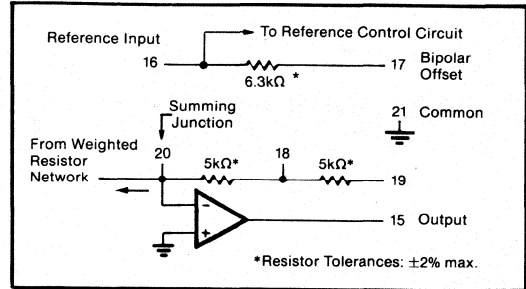 To Reference Control Circuit
Reference Input
16
6.3kΩ *
17 Bipolar
Offset
21 Common
Summing
Junction
From Weighted
Resistor
Network
20
5kΩ*
18
5kΩ*
19
−
+
15 Output
*Resistor Tolerances: ±2% max.